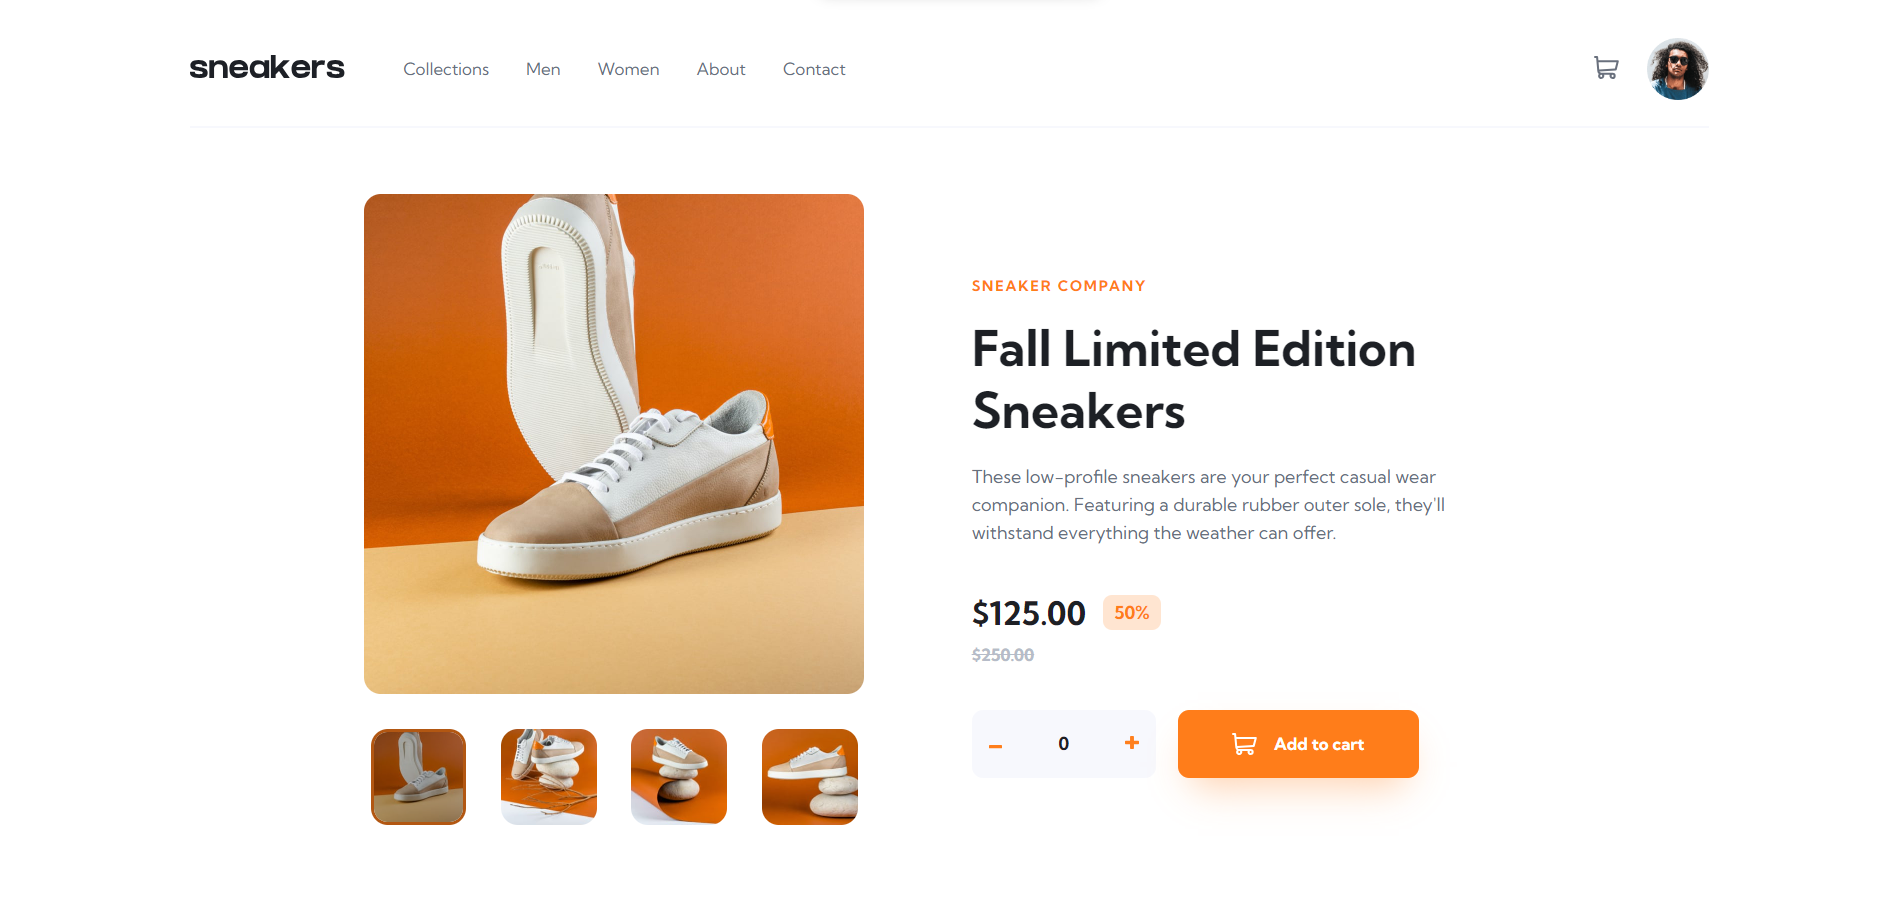 sneakers
Collections Men Women About Contact
SNEAKER COMPANY
Fall Limited Edition
Sneakers
These low-profile sneakers are your perfect casual wear
companion. Featuring a durable rubber outer sole, they'll
withstand everything the weather can offer.
$125.00 50%
$250.00
0 Add to cart